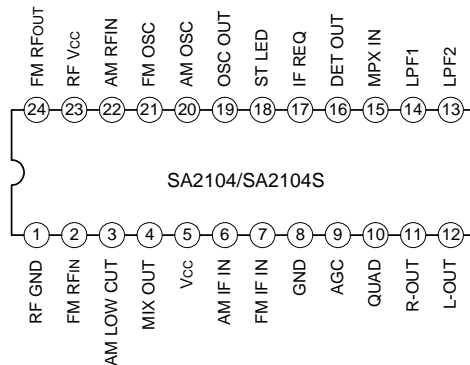 FM RFOUT
RF VCC
AM RFIN
FM OSC
AM OSC
OSC OUT
ST LED
IF REQ
DET OUT
MPX IN
LPF1
LPF2
24
23
22
21
20
19
18
17
16
15
14
13
SA2104/SA2104S
1
2
3
4
5
6
7
8
9
10
11
12
RF GND
FM RFIN
AM LOW CUT
MIX OUT
VCC
AM IF IN
FM IF IN
GND
AGC
QUAD
R-OUT
L-OUT